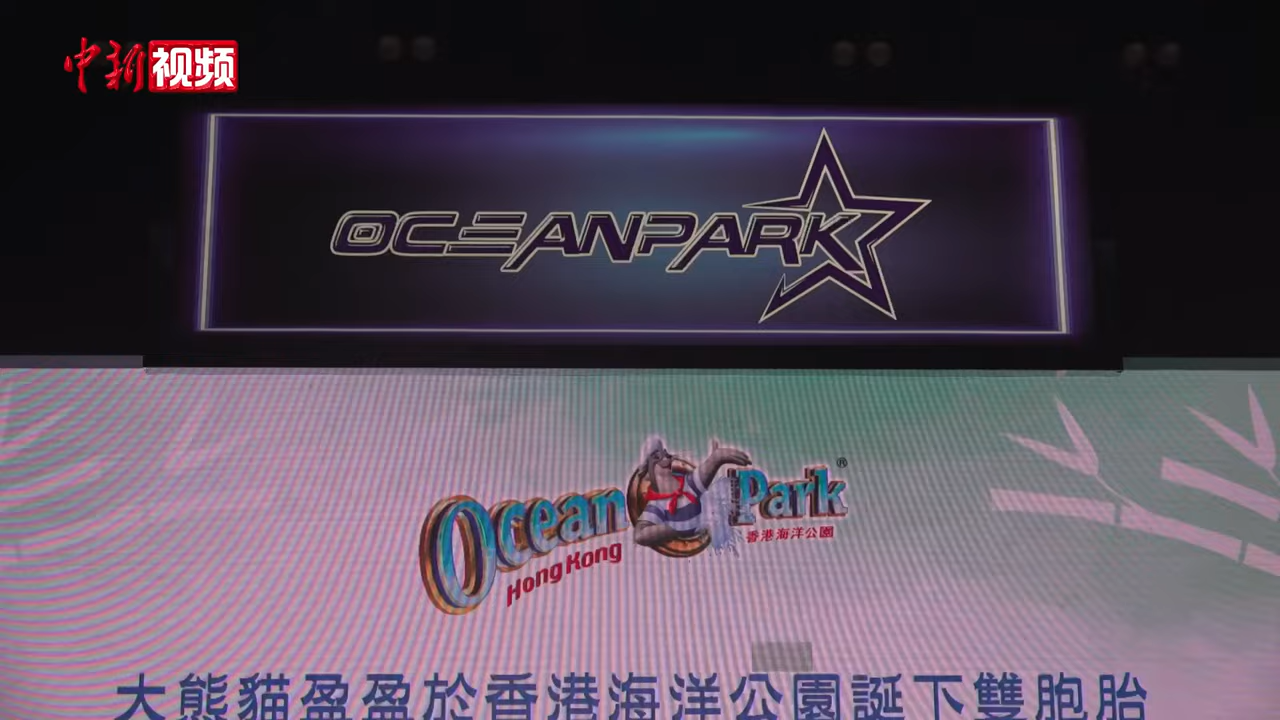 中新视频
OCEANPARK
Ocean Park®
Hong Kong
香港海洋公園
大熊貓盈盈於香港海洋公園誕下雙胞胎